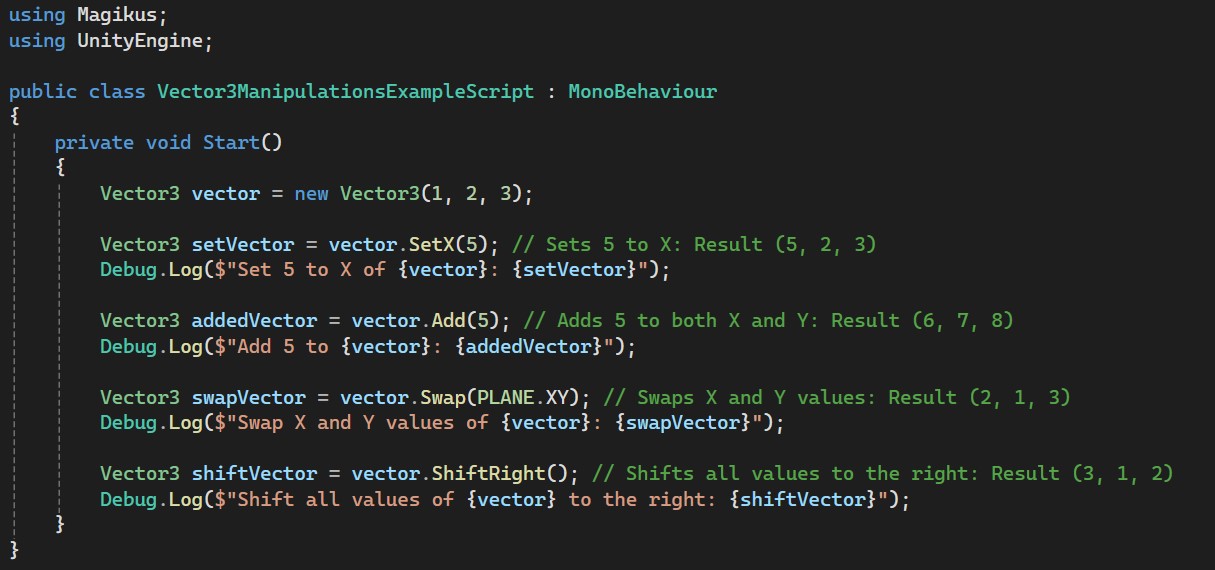 using Magikus;
using UnityEngine;

public class Vector3ManipulationsExampleScript : MonoBehaviour
{
    private void Start()
    {
        Vector3 vector = new Vector3(1, 2, 3);

        Vector3 setVector = vector.SetX(5); // Sets 5 to X: Result (5, 2, 3)
        Debug.Log($"Set 5 to X of {vector}: {setVector}");

        Vector3 addedVector = vector.Add(5); // Adds 5 to both X and Y: Result (6, 7, 8)
        Debug.Log($"Add 5 to {vector}: {addedVector}");

        Vector3 swapVector = vector.Swap(PLANE.XY); // Swaps X and Y values: Result (2, 1, 3)
        Debug.Log($"Swap X and Y values of {vector}: {swapVector}");

        Vector3 shiftVector = vector.ShiftRight(); // Shifts all values to the right: Result (3, 1, 2)
        Debug.Log($"Shift all values of {vector} to the right: {shiftVector}");
    }
}